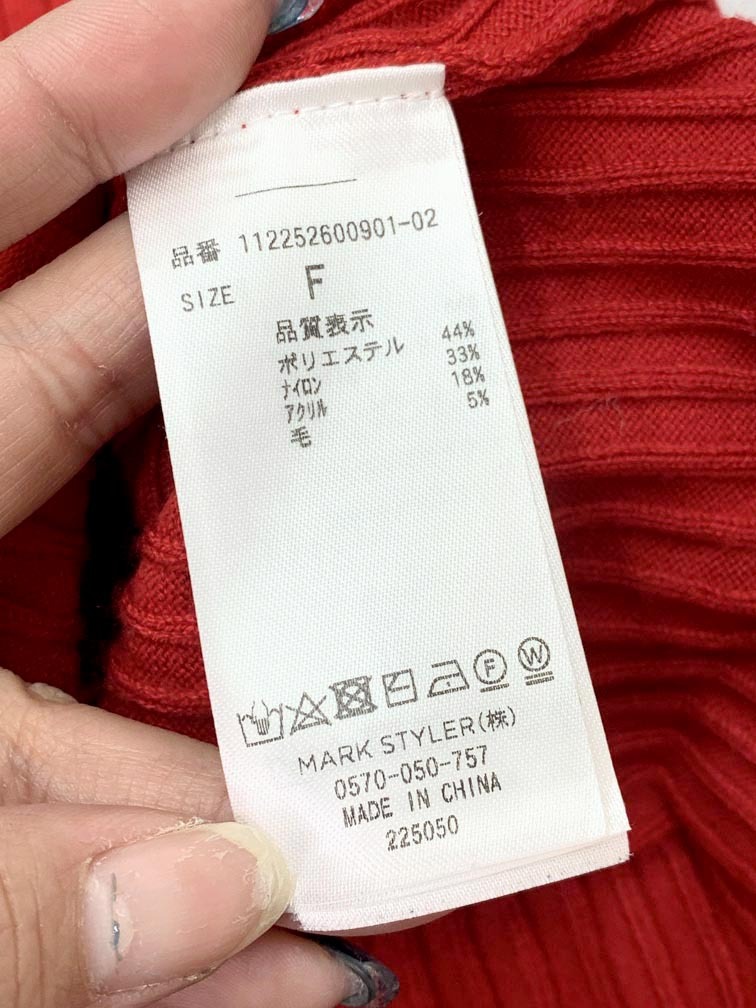 品番 112252600901-02
SIZE F
品質表示
ポリエステル 44%
ナイロン 33%
アクリル 18%
毛 5%
F W
MARK STYLER(株)
0570-050-757
MADE IN CHINA
225050